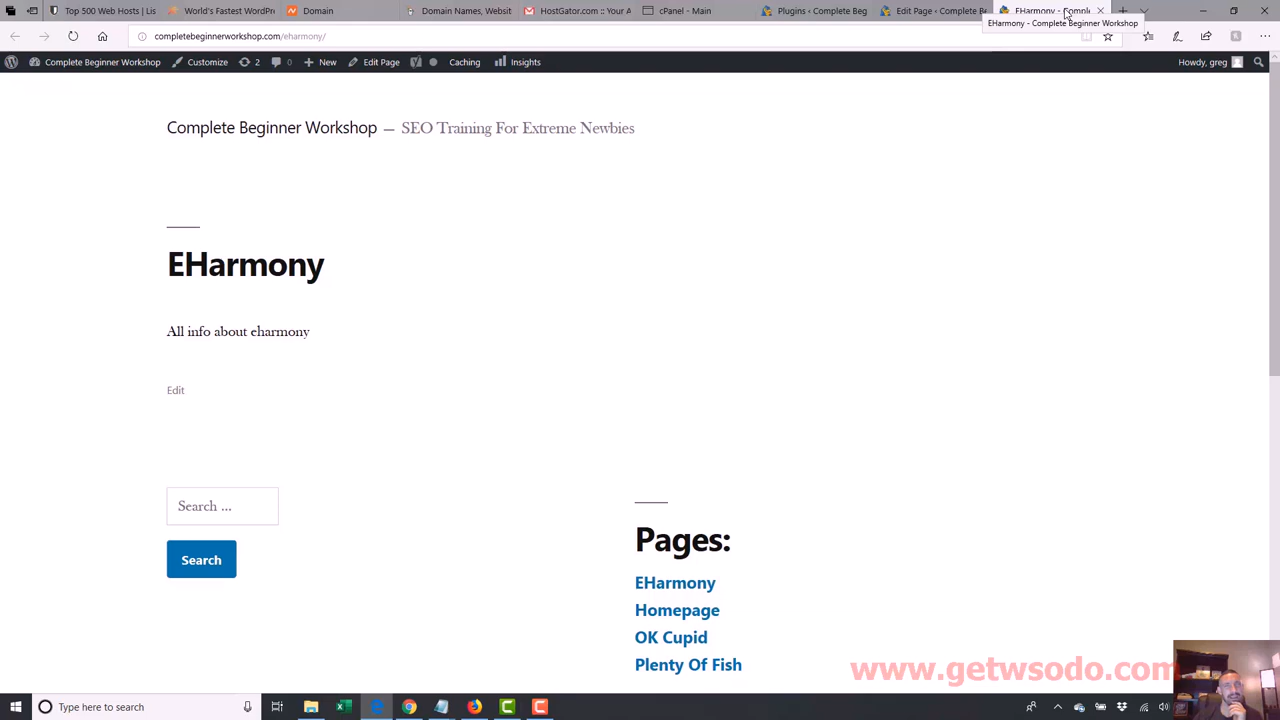 Top 500 Web Hosts | Lis
World's Fastest WordPr
Domain
Domain Names, Websit
HostGator.com :: Your A
cPanel - Main
Plugins ‹ Complete Beg
Edit Page ‹ Complete Be
EHarmony - Comple
EHarmony - Complete Beginner Workshop
completebeginnerworkshop.com/eharmony/
Complete Beginner Workshop
Customize
2
0
New
Edit Page
Caching
Insights
Howdy, greg
Complete Beginner Workshop — SEO Training For Extreme Newbies
EHarmony
All info about eharmony
Edit
Search ...
Search
Pages:
EHarmony
Homepage
OK Cupid
Plenty Of Fish
www.getwsodo.com
Type here to search